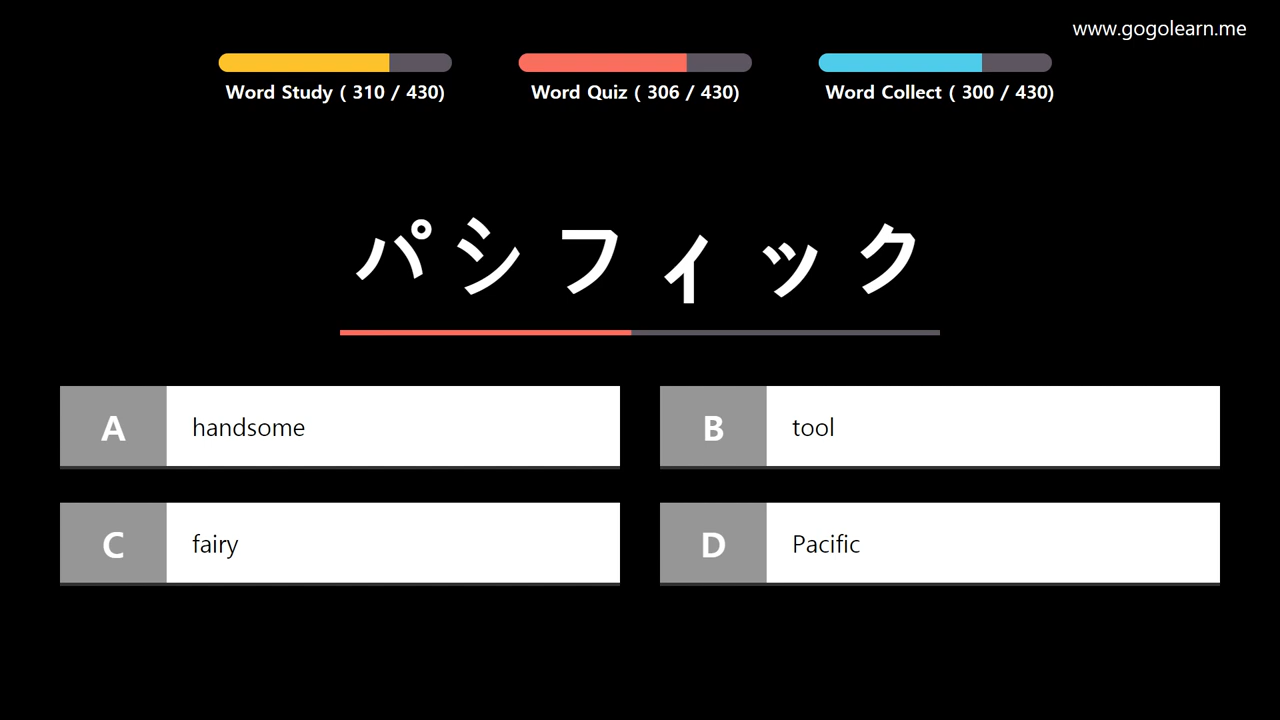 www.gogolearn.me
Word Study ( 310 / 430)
Word Quiz ( 306 / 430)
Word Collect ( 300 / 430)
パシフィック
A handsome
B tool
C fairy
D Pacific